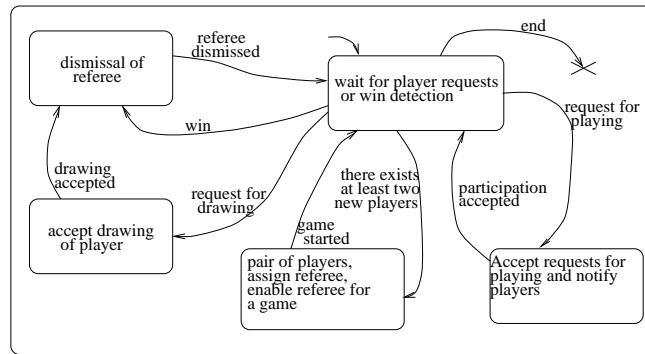 referee
dismissed
end
dismissal of
referee
wait for player requests
or win detection
request for
playing
win
drawing
accepted
request for
drawing
there exists
at least two
new players
participation
accepted
game
started
accept drawing
of player
pair of players,
assign referee,
enable referee for
a game
Accept requests for
playing and notify
players